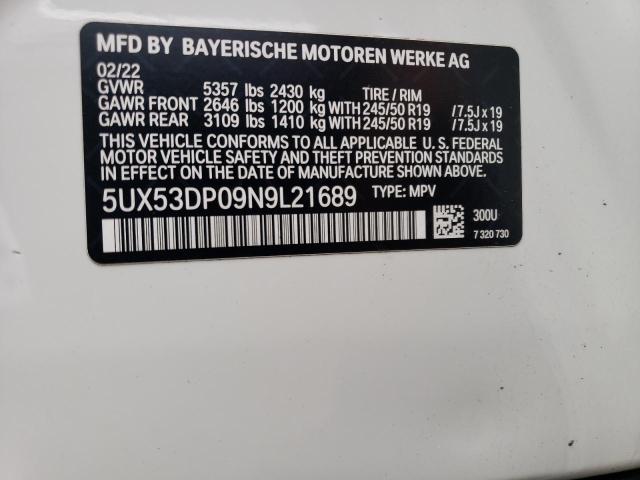 MFD BY BAYERISCHE MOTOREN WERKE AG
02/22
GVWR 5357 lbs 2430 kg TIRE / RIM
GAWR FRONT 2646 lbs 1200 kg WITH 245/50 R19 / 7.5J x 19
GAWR REAR 3109 lbs 1410 kg WITH 245/50 R19 / 7.5J x 19
THIS VEHICLE CONFORMS TO ALL APPLICABLE U. S. FEDERAL
MOTOR VEHICLE SAFETY AND THEFT PREVENTION STANDARDS
IN EFFECT ON THE DATE OF MANUFACTURE SHOWN ABOVE.
5UX53DP09N9L21689 TYPE: MPV
300U
7 320 730